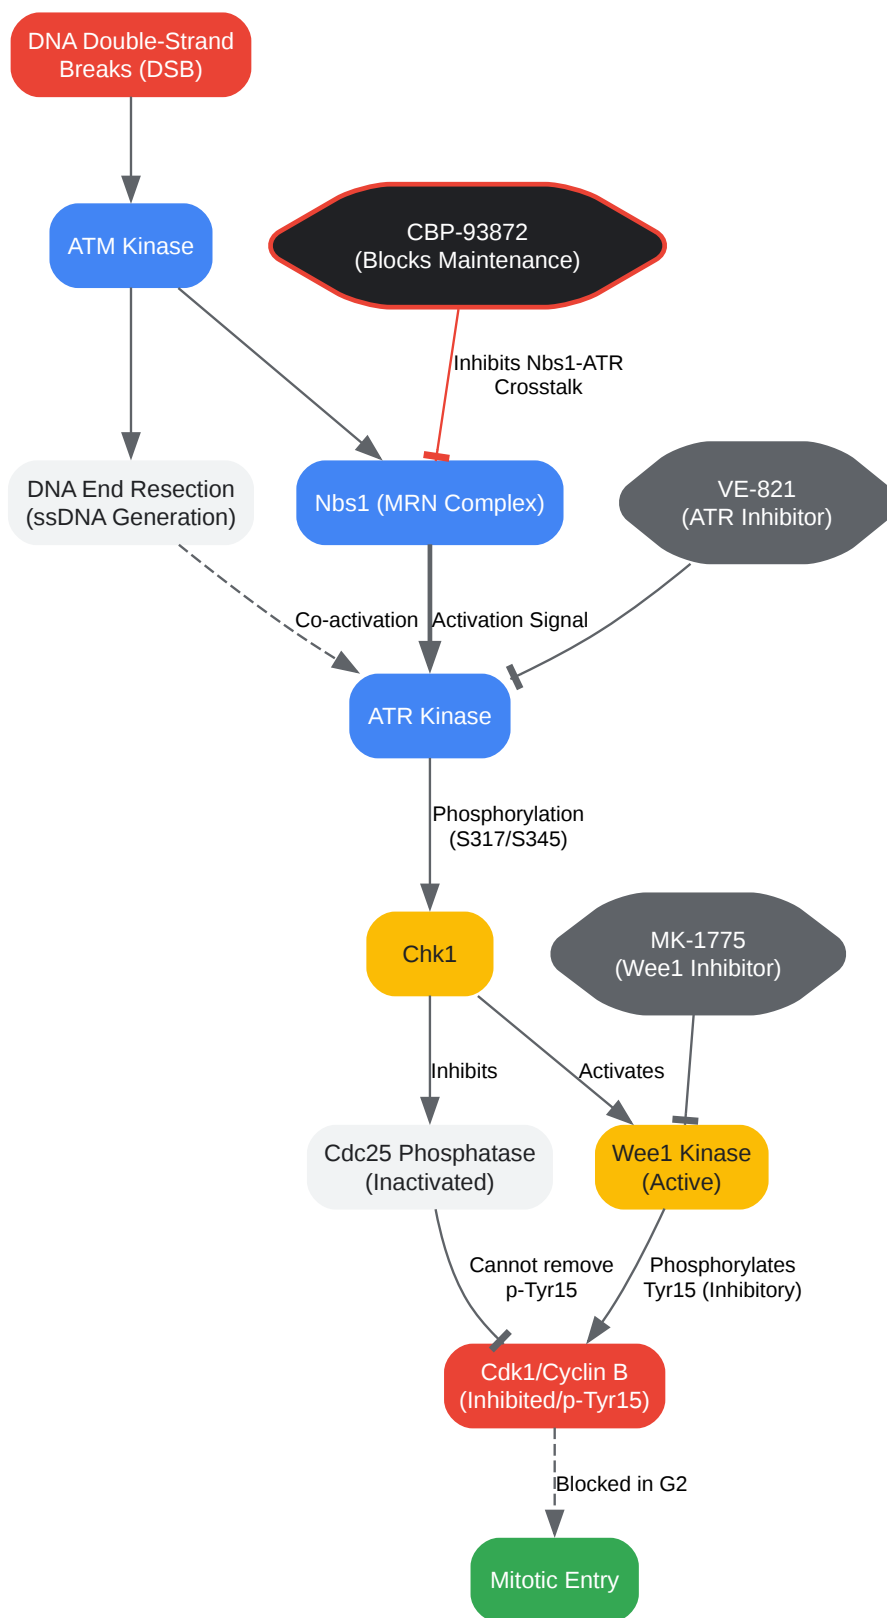 DNA Double-Strand
Breaks (DSB)
ATM Kinase
CBP-93872
(Blocks Maintenance)
Inhibits Nbs1-ATR
Crosstalk
DNA End Resection
(ssDNA Generation)
Nbs1 (MRN Complex)
VE-821
(ATR Inhibitor)
Co-activation
Activation Signal
ATR Kinase
Phosphorylation
(S317/S345)
Chk1
MK-1775
(Wee1 Inhibitor)
Inhibits
Activates
Cdc25 Phosphatase
(Inactivated)
Wee1 Kinase
(Active)
Cannot remove
p-Tyr15
Phosphorylates
Tyr15 (Inhibitory)
Cdk1/Cyclin B
(Inhibited/p-Tyr15)
Blocked in G2
Mitotic Entry